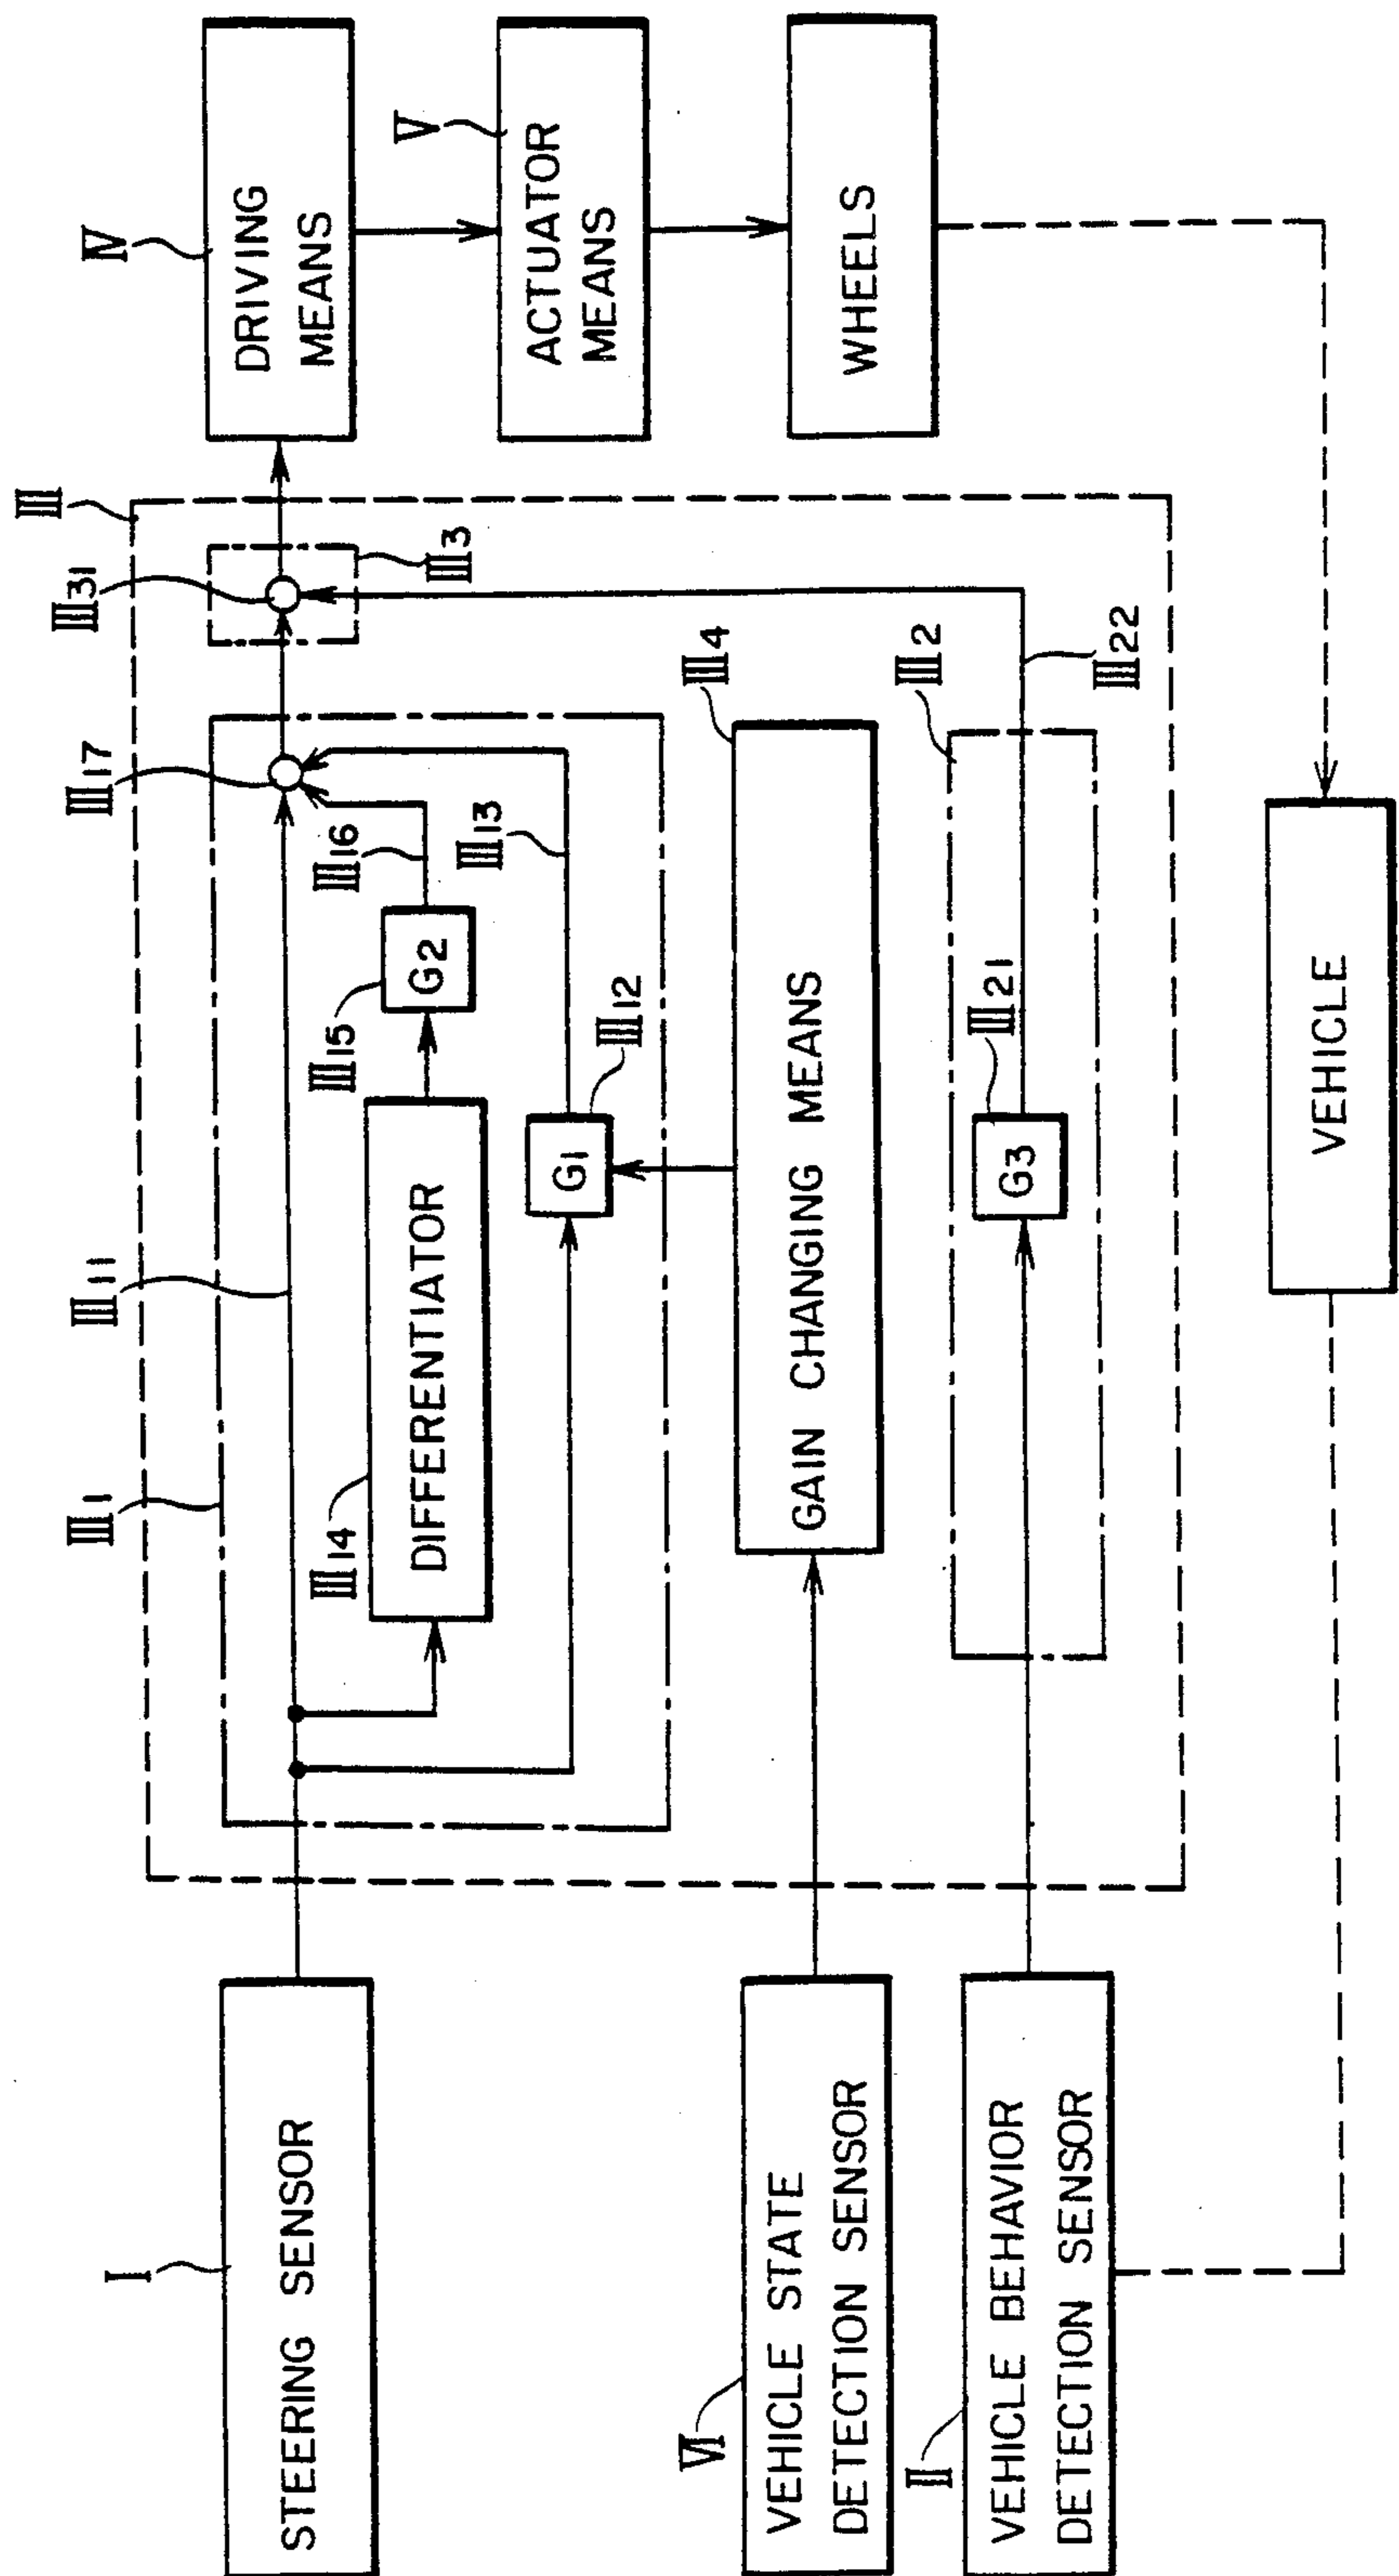 I
STEERING SENSOR
VI
VEHICLE STATE
DETECTION SENSOR
II
VEHICLE BEHAVIOR
DETECTION SENSOR
III
III1
III11
III14
DIFFERENTIATOR
III15
G2
III16
III17
III12
G1
III13
III4
GAIN CHANGING MEANS
III2
III21
G3
III22
III31
III3
IV
DRIVING
MEANS
V
ACTUATOR
MEANS
WHEELS
VEHICLE